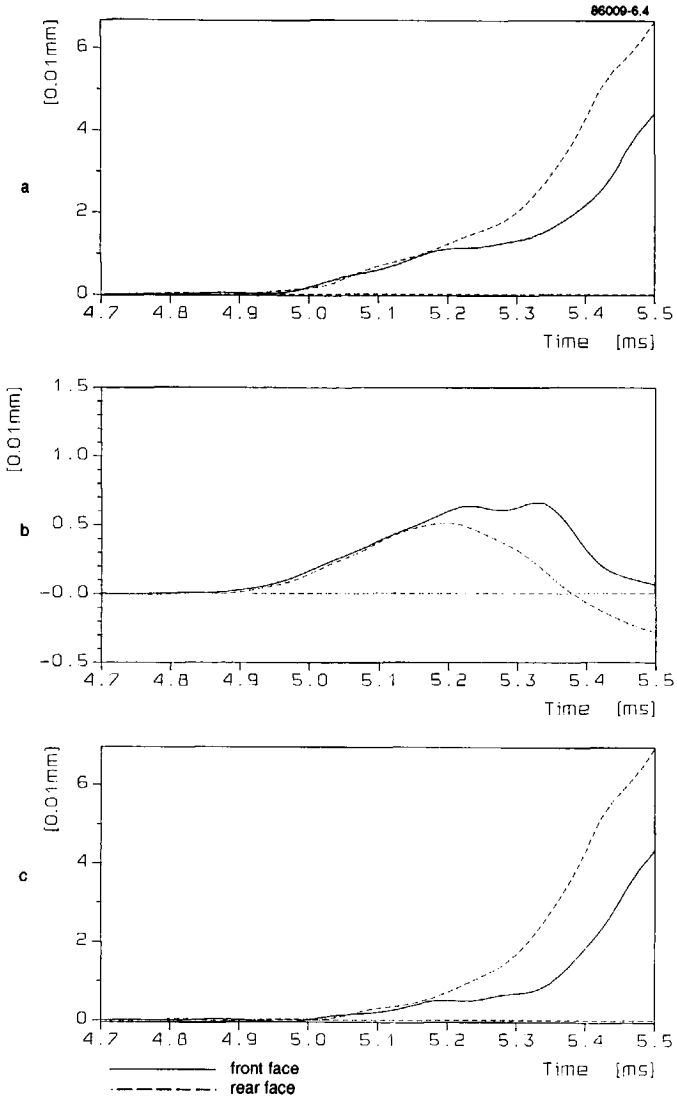 86009-6.4
[0.01mm]
6
4
2
0
a
4.7 4.8 4.9 5.0 5.1 5.2 5.3 5.4 5.5
Time [ms]
[0.01mm]
1.5
1.0
0.5
-0.0
-0.5
b
4.7 4.8 4.9 5.0 5.1 5.2 5.3 5.4 5.5
Time [ms]
[0.01mm]
6
4
2
0
c
4.7 4.8 4.9 5.0 5.1 5.2 5.3 5.4 5.5
Time [ms]
front face
rear face